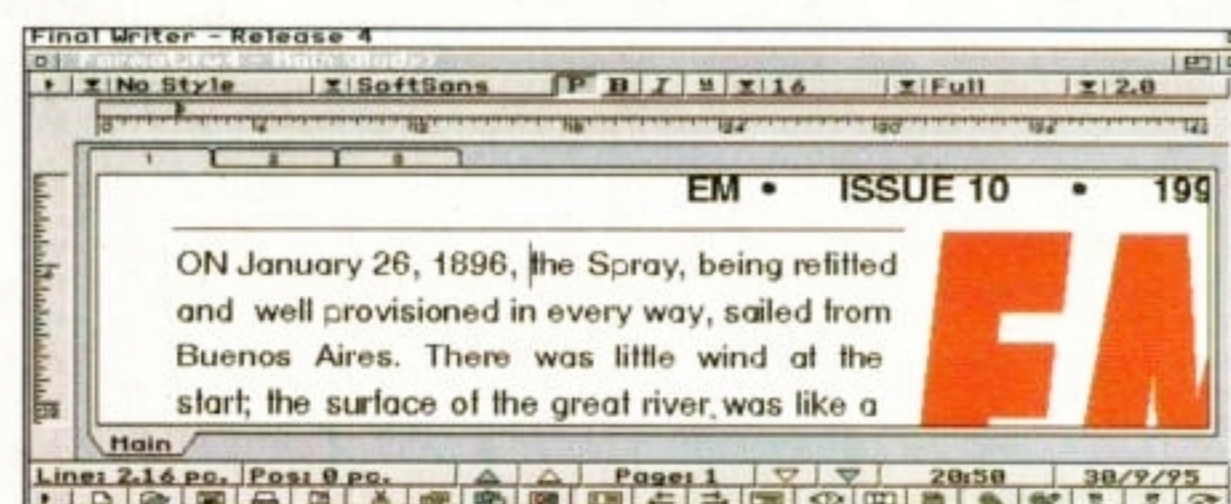 Final Writer - Release 4
No Style SoftSans P B I U 16 Full 2.0
1 2 3
EM • ISSUE 10 • 199
ON January 26, 1896, the Spray, being refitted
and well provisioned in every way, sailed from
Buenos Aires. There was little wind at the
start; the surface of the great river was like a
EM
Main
Line: 2.16 pc. Pos: 0 pc. Page: 1 20:50 30/9/95